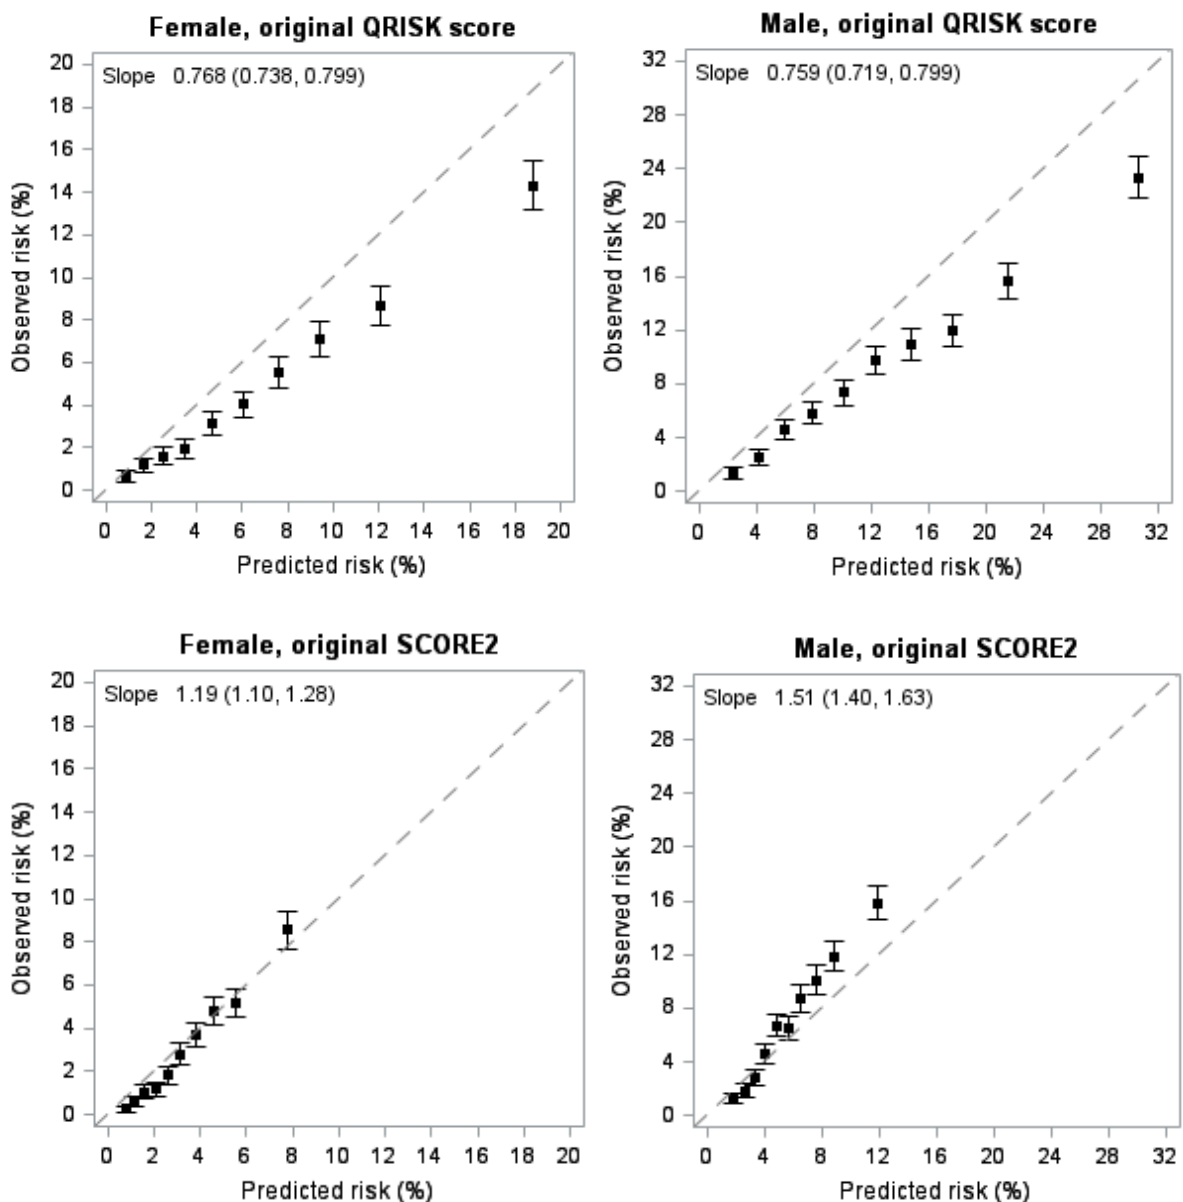 Female, original QRISK score
Slope 0.768 (0.738, 0.799)
20
18
16
14
12
10
8
6
4
2
0
Observed risk (%)
0 2 4 6 8 10 12 14 16 18 20
Predicted risk (%)
Male, original QRISK score
Slope 0.759 (0.719, 0.799)
32
28
24
20
16
12
8
4
0
Observed risk (%)
0 4 8 12 16 20 24 28 32
Predicted risk (%)
Female, original SCORE2
Slope 1.19 (1.10, 1.28)
20
18
16
14
12
10
8
6
4
2
0
Observed risk (%)
0 2 4 6 8 10 12 14 16 18 20
Predicted risk (%)
Male, original SCORE2
Slope 1.51 (1.40, 1.63)
32
28
24
20
16
12
8
4
0
Observed risk (%)
0 4 8 12 16 20 24 28 32
Predicted risk (%)